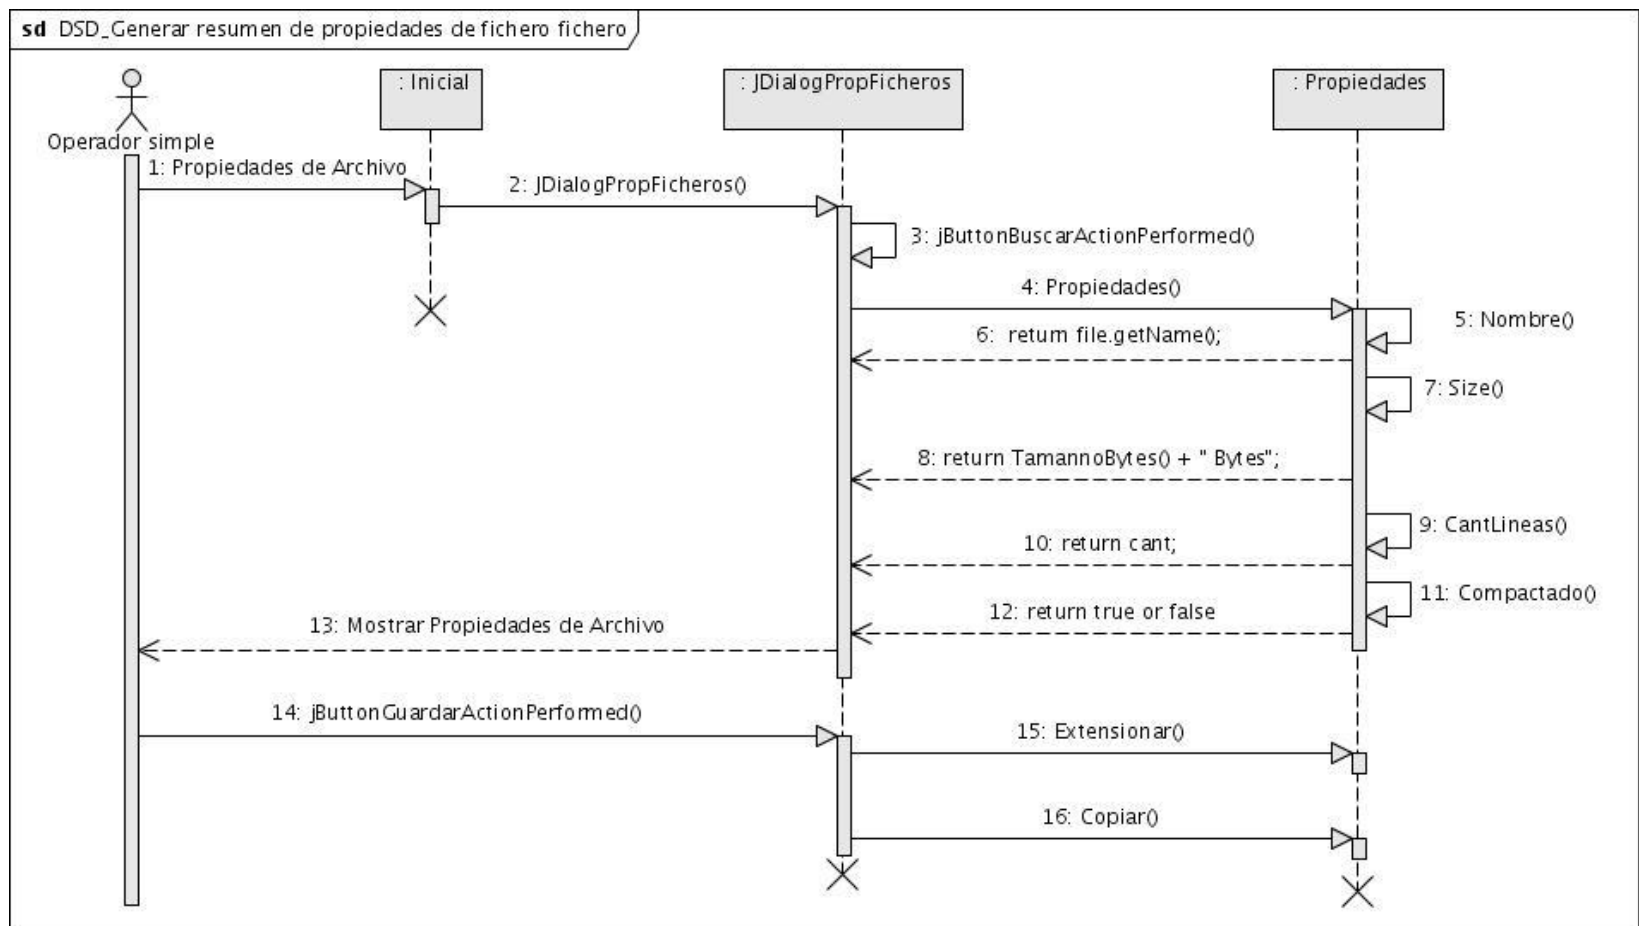 sd DSD_Generar resumen de propiedades de fichero fichero
: Inicial
: JDialogPropFicheros
: Propiedades
Operador simple
1: Propiedades de Archivo
2: JDialogPropFicheros()
3: jButtonBuscarActionPerformed()
4: Propiedades()
5: Nombre()
6: return file.getName();
7: Size()
8: return TamannoBytes() + " Bytes";
9: CantLineas()
10: return cant;
11: Compactado()
12: return true or false
13: Mostrar Propiedades de Archivo
14: jButtonGuardarActionPerformed()
15: Extensionar()
16: Copiar()